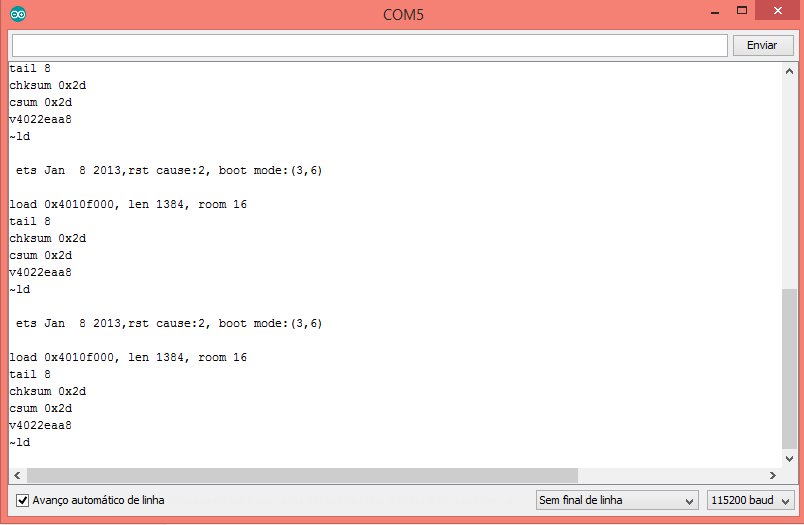 COM5
Enviar
tail 8
chksum 0x2d
csum 0x2d
v4022eaa8
~ld
ets Jan  8 2013,rst cause:2, boot mode:(3,6)
load 0x4010f000, len 1384, room 16
tail 8
chksum 0x2d
csum 0x2d
v4022eaa8
~ld
ets Jan  8 2013,rst cause:2, boot mode:(3,6)
load 0x4010f000, len 1384, room 16
tail 8
chksum 0x2d
csum 0x2d
v4022eaa8
~ld
Avanço automático de linha
Sem final de linha
115200 baud